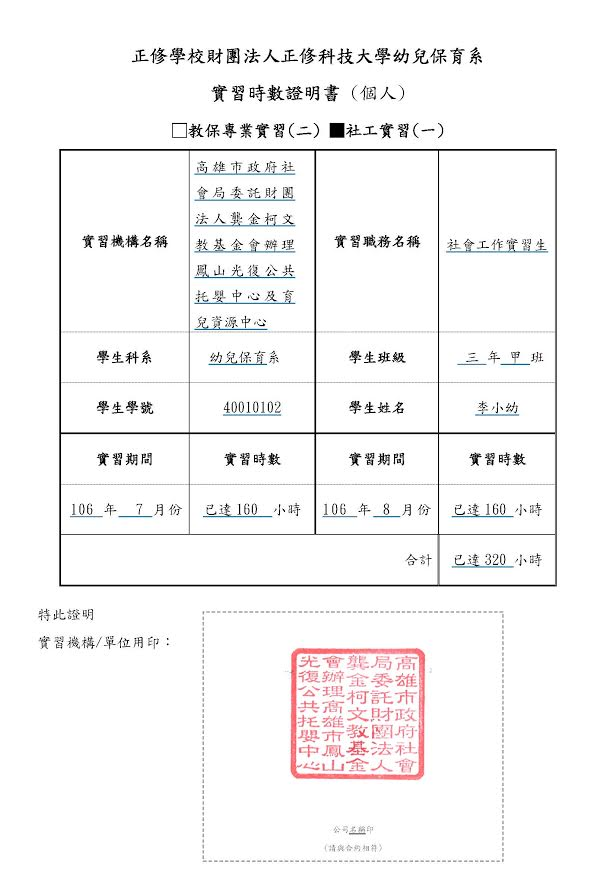 正修學校財團法人正修科技大學幼兒保育系
實習時數證明書（個人）
□教保專業實習(二) ■社工實習(一)
實習機構名稱
高雄市政府社
會局委託財團
法人龔金柯文
教基金會辦理
鳳山光復公共
托嬰中心及育
兒資源中心
實習職務名稱
社會工作實習生
學生科系
幼兒保育系
學生班級
三 年 甲 班
學生學號
40010102
學生姓名
李小幼
實習期間
實習時數
實習期間
實習時數
106 年 7 月份
已達160 小時
106 年 8 月份
已達160 小時
合計
已達320 小時
特此證明
實習機構/單位用印：
高雄市政府社會
局委託財團法人
龔金柯文教基金
會辦理高雄市鳳山
光復公共托嬰中心
公司名稱印
（請與合約相符）